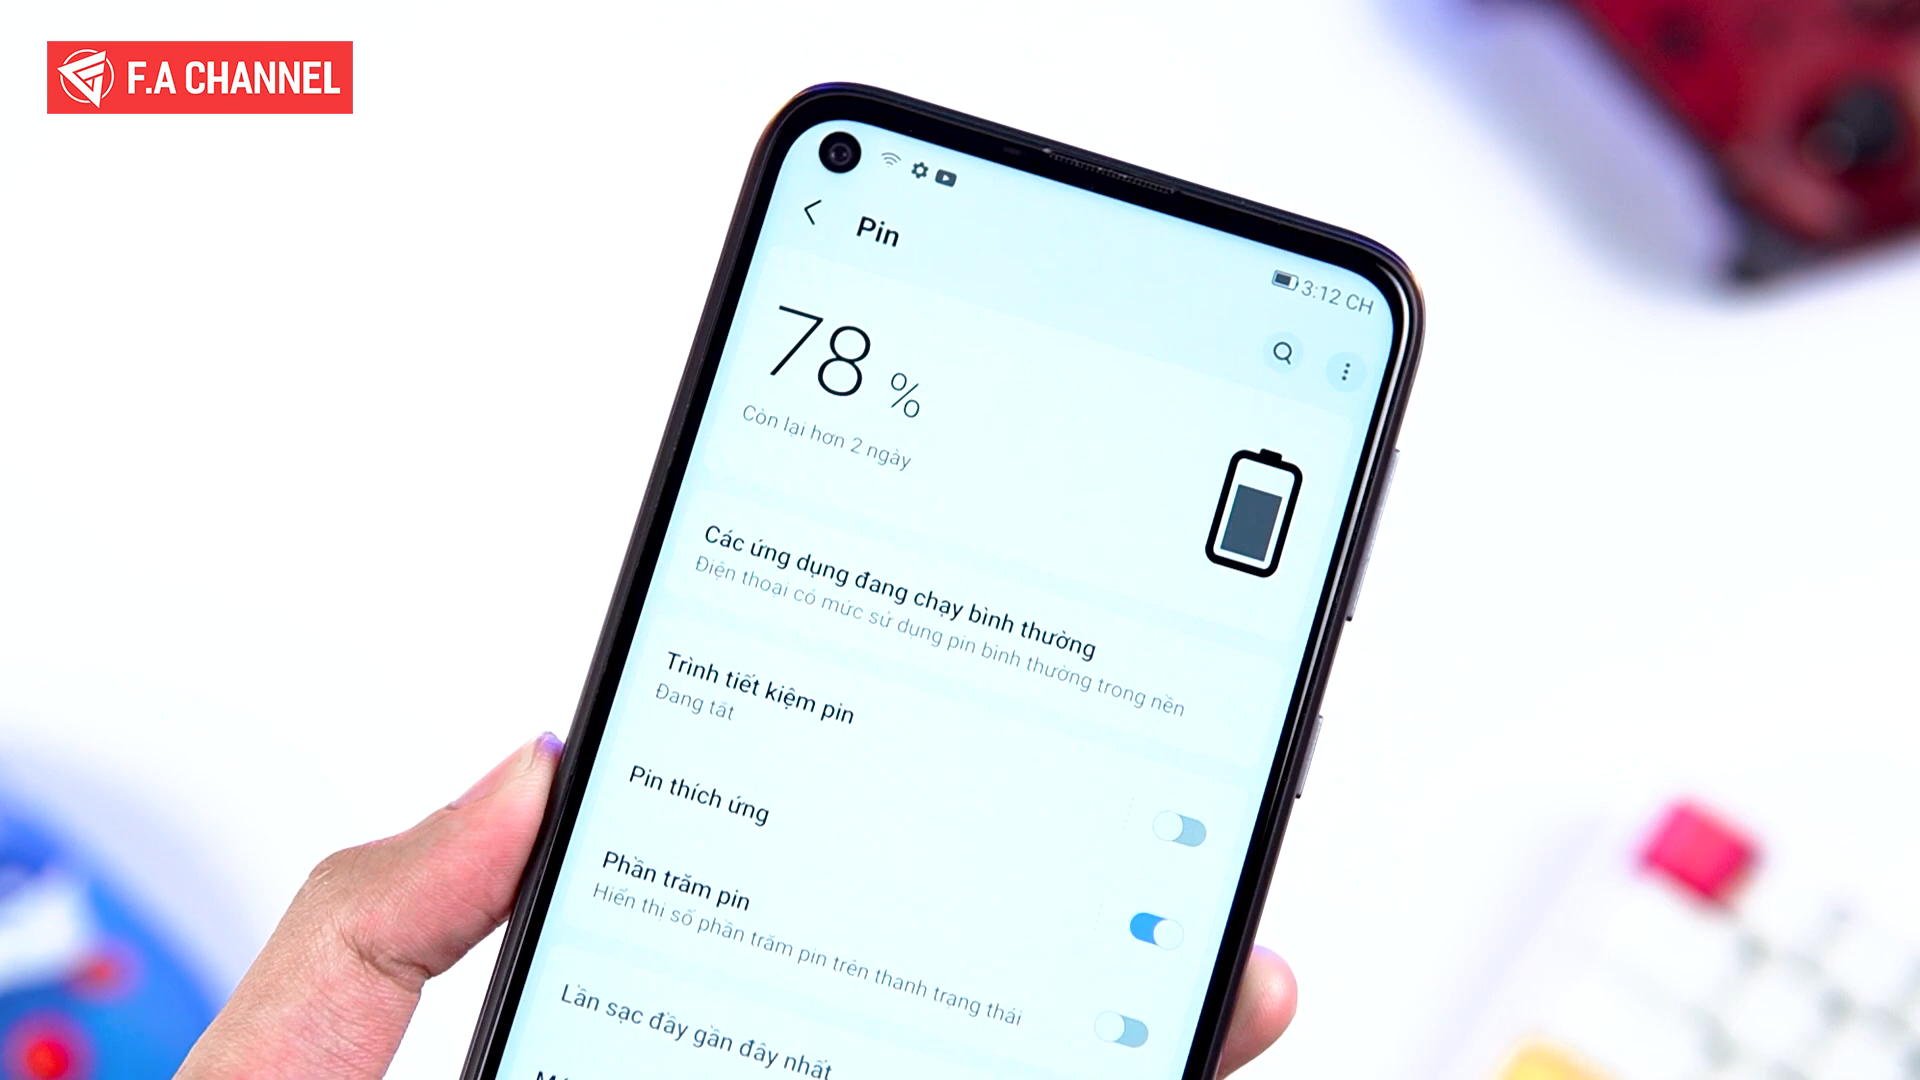 F.A CHANNEL
Pin
3:12 CH
78 %
Còn lại hơn 2 ngày
Các ứng dụng đang chạy bình thường
Điện thoại có mức sử dụng pin bình thường trong nền
Trình tiết kiệm pin
Đang tắt
Pin thích ứng
Phần trăm pin
Hiển thị số phần trăm pin trên thanh trạng thái
Lần sạc đầy gần đây nhất